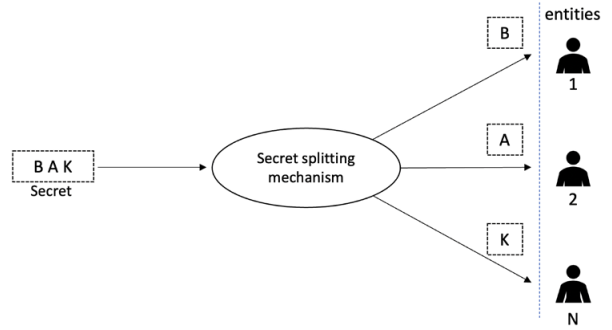 entities
B
1
A
B A K
Secret
Secret splitting
mechanism
2
K
N